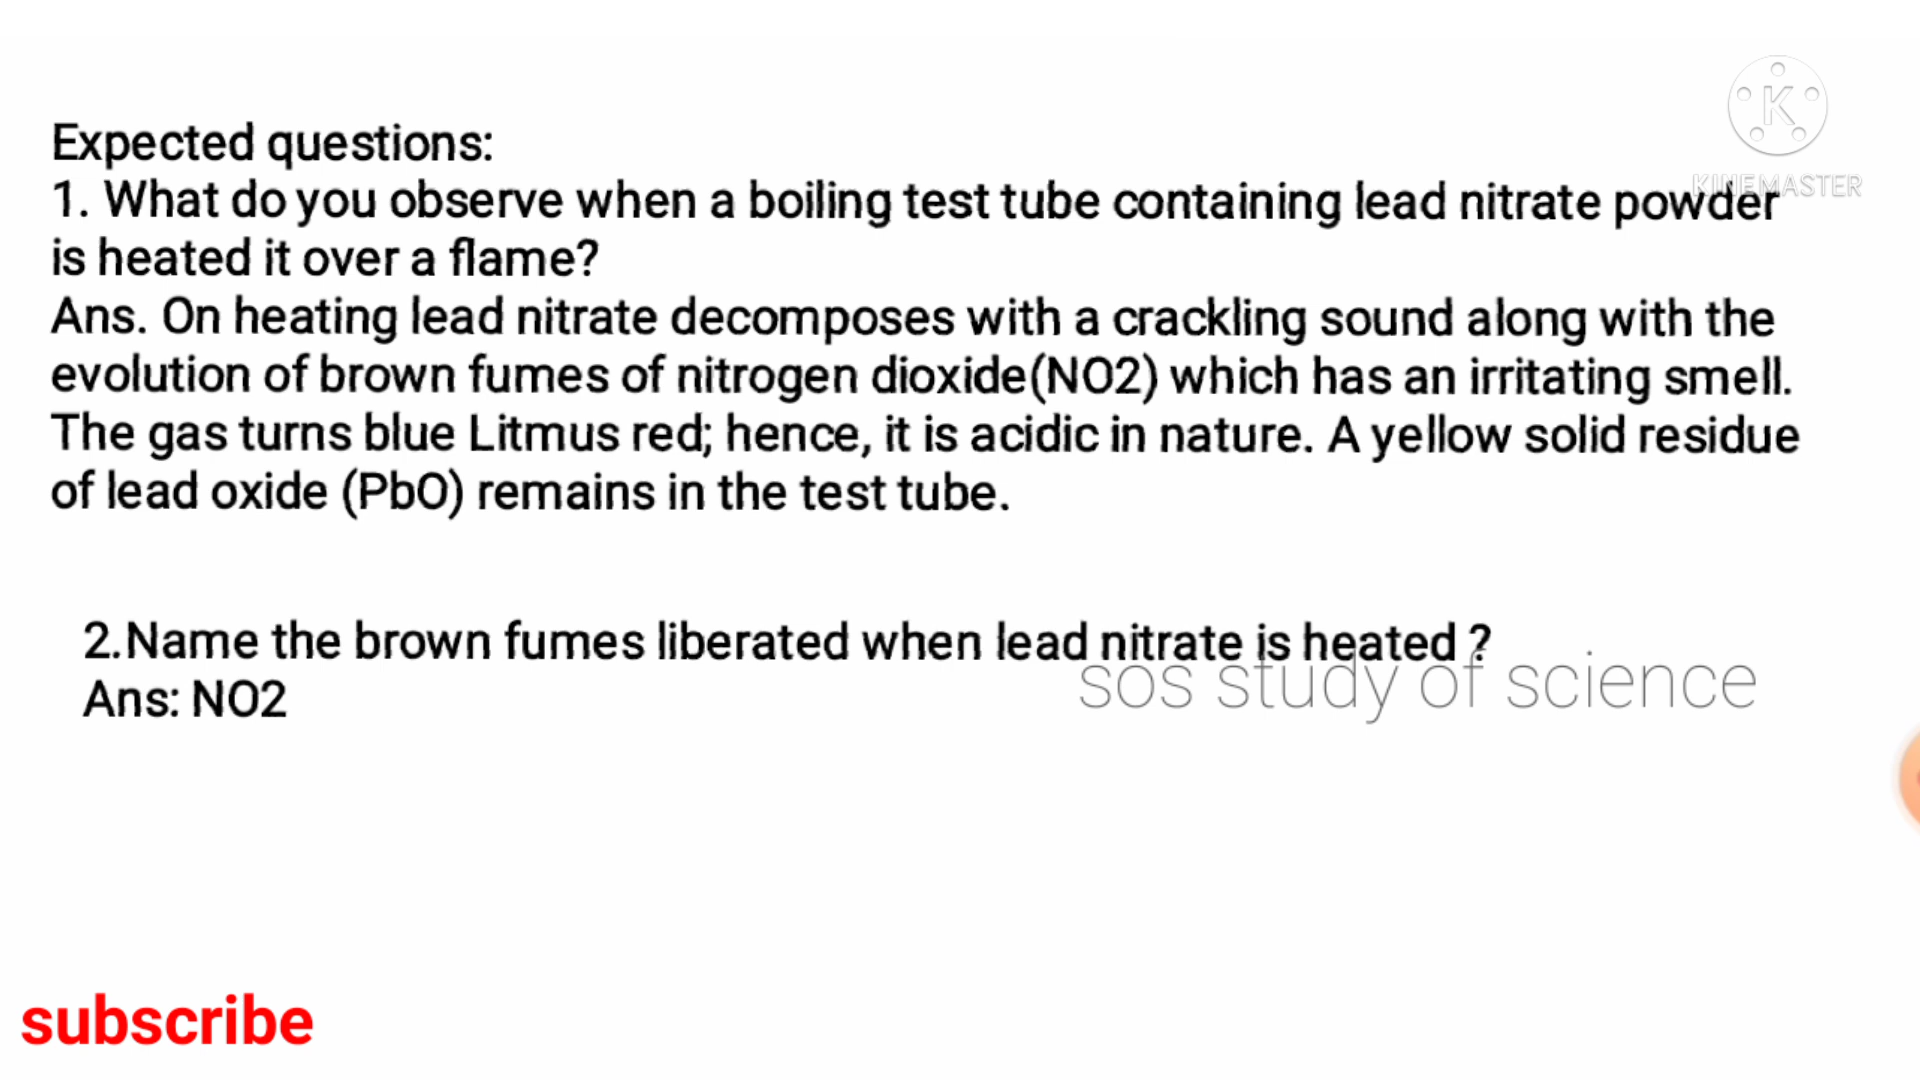 K
KINEMASTER
Expected questions:
1. What do you observe when a boiling test tube containing lead nitrate powder
is heated it over a flame?
Ans. On heating lead nitrate decomposes with a crackling sound along with the
evolution of brown fumes of nitrogen dioxide(NO2) which has an irritating smell.
The gas turns blue Litmus red; hence, it is acidic in nature. A yellow solid residue
of lead oxide (PbO) remains in the test tube.
2.Name the brown fumes liberated when lead nitrate is heated ?
sos study of science
Ans: NO2
subscribe